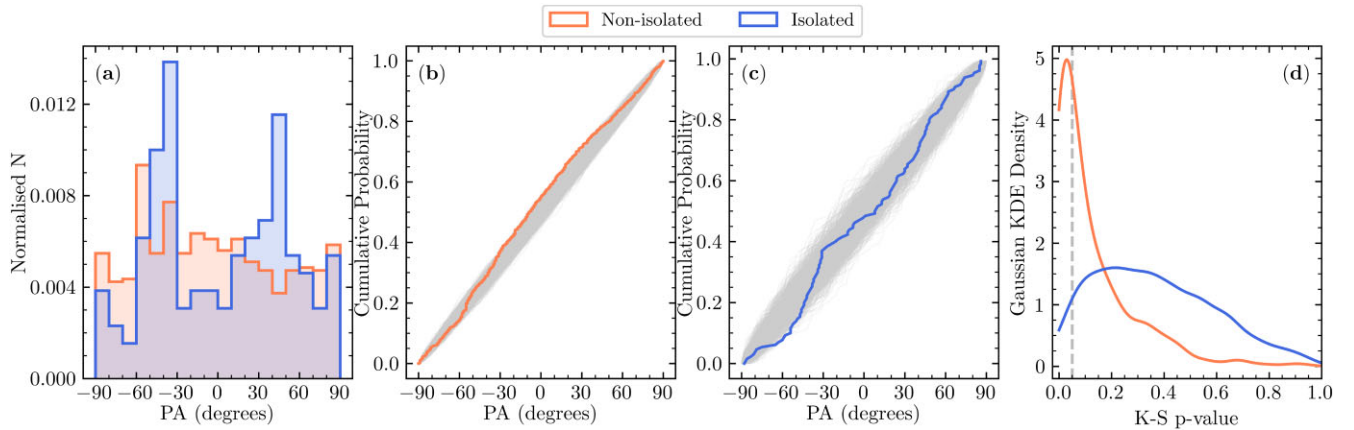 Non-isolated Isolated
(a)
Normalised N
0.012
0.008
0.004
0.000
−90 −60 −30 0 30 60 90
PA (degrees)
(b)
Cumulative Probability
1.0
0.8
0.6
0.4
0.2
0.0
−90 −60 −30 0 30 60 90
PA (degrees)
(c)
Cumulative Probability
1.0
0.8
0.6
0.4
0.2
0.0
−90 −60 −30 0 30 60 90
PA (degrees)
(d)
Gaussian KDE Density
5
4
3
2
1
0
0.0 0.2 0.4 0.6 0.8 1.0
K-S p-value